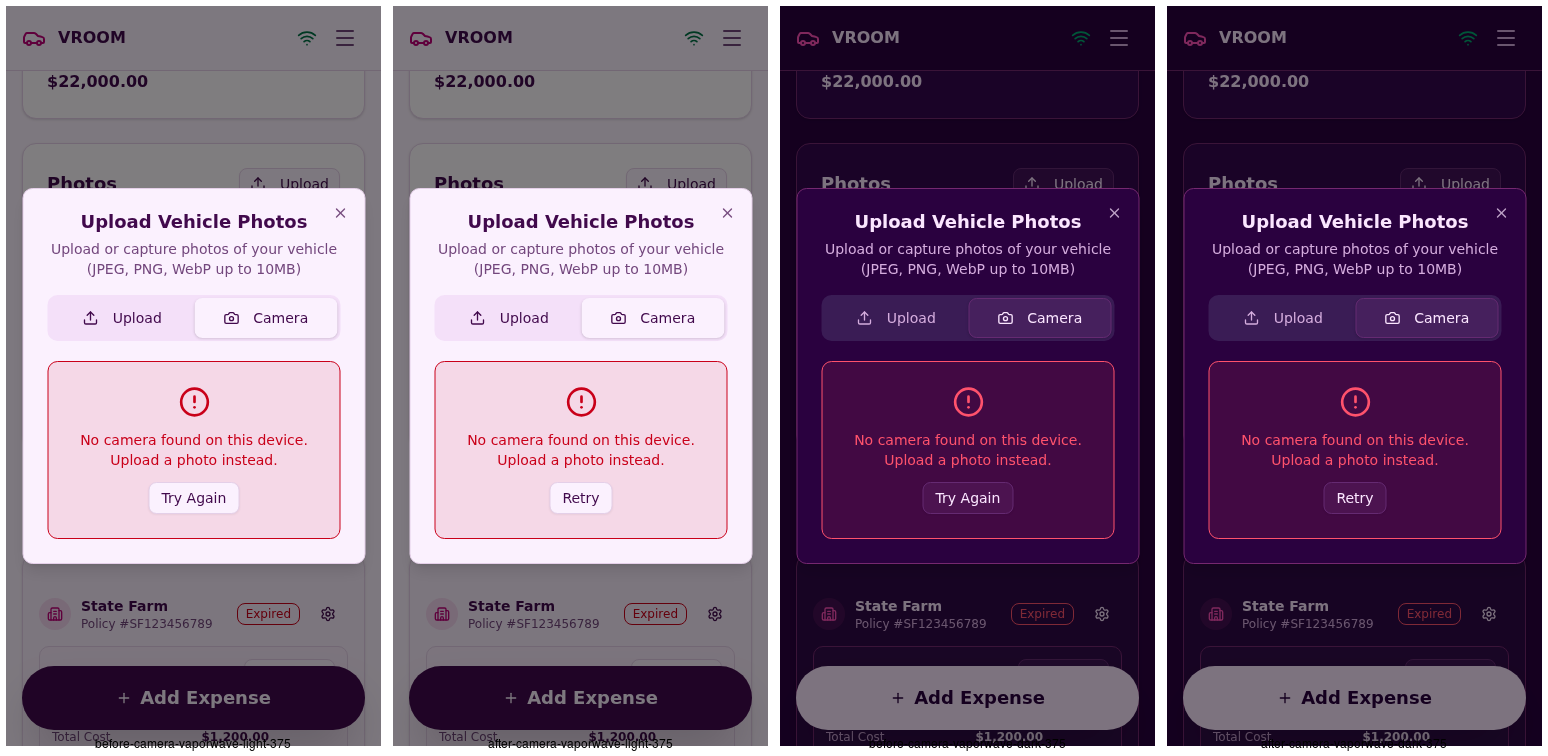 VROOM
$22,000.00
Photos
Upload
Upload Vehicle Photos
Upload or capture photos of your vehicle
(JPEG, PNG, WebP up to 10MB)
Upload
Camera
No camera found on this device.
Upload a photo instead.
Try Again
State Farm
Policy #SF123456789
Expired
+ Add Expense
Total Cost
$1,200.00
before-camera-vaporwave-light-375
VROOM
$22,000.00
Photos
Upload
Upload Vehicle Photos
Upload or capture photos of your vehicle
(JPEG, PNG, WebP up to 10MB)
Upload
Camera
No camera found on this device.
Upload a photo instead.
Retry
State Farm
Policy #SF123456789
Expired
+ Add Expense
Total Cost
$1,200.00
after-camera-vaporwave-light-375
VROOM
$22,000.00
Photos
Upload
Upload Vehicle Photos
Upload or capture photos of your vehicle
(JPEG, PNG, WebP up to 10MB)
Upload
Camera
No camera found on this device.
Upload a photo instead.
Try Again
State Farm
Policy #SF123456789
Expired
+ Add Expense
Total Cost
$1,200.00
before-camera-vaporwave-dark-375
VROOM
$22,000.00
Photos
Upload
Upload Vehicle Photos
Upload or capture photos of your vehicle
(JPEG, PNG, WebP up to 10MB)
Upload
Camera
No camera found on this device.
Upload a photo instead.
Retry
State Farm
Policy #SF123456789
Expired
+ Add Expense
Total Cost
$1,200.00
after-camera-vaporwave-dark-375